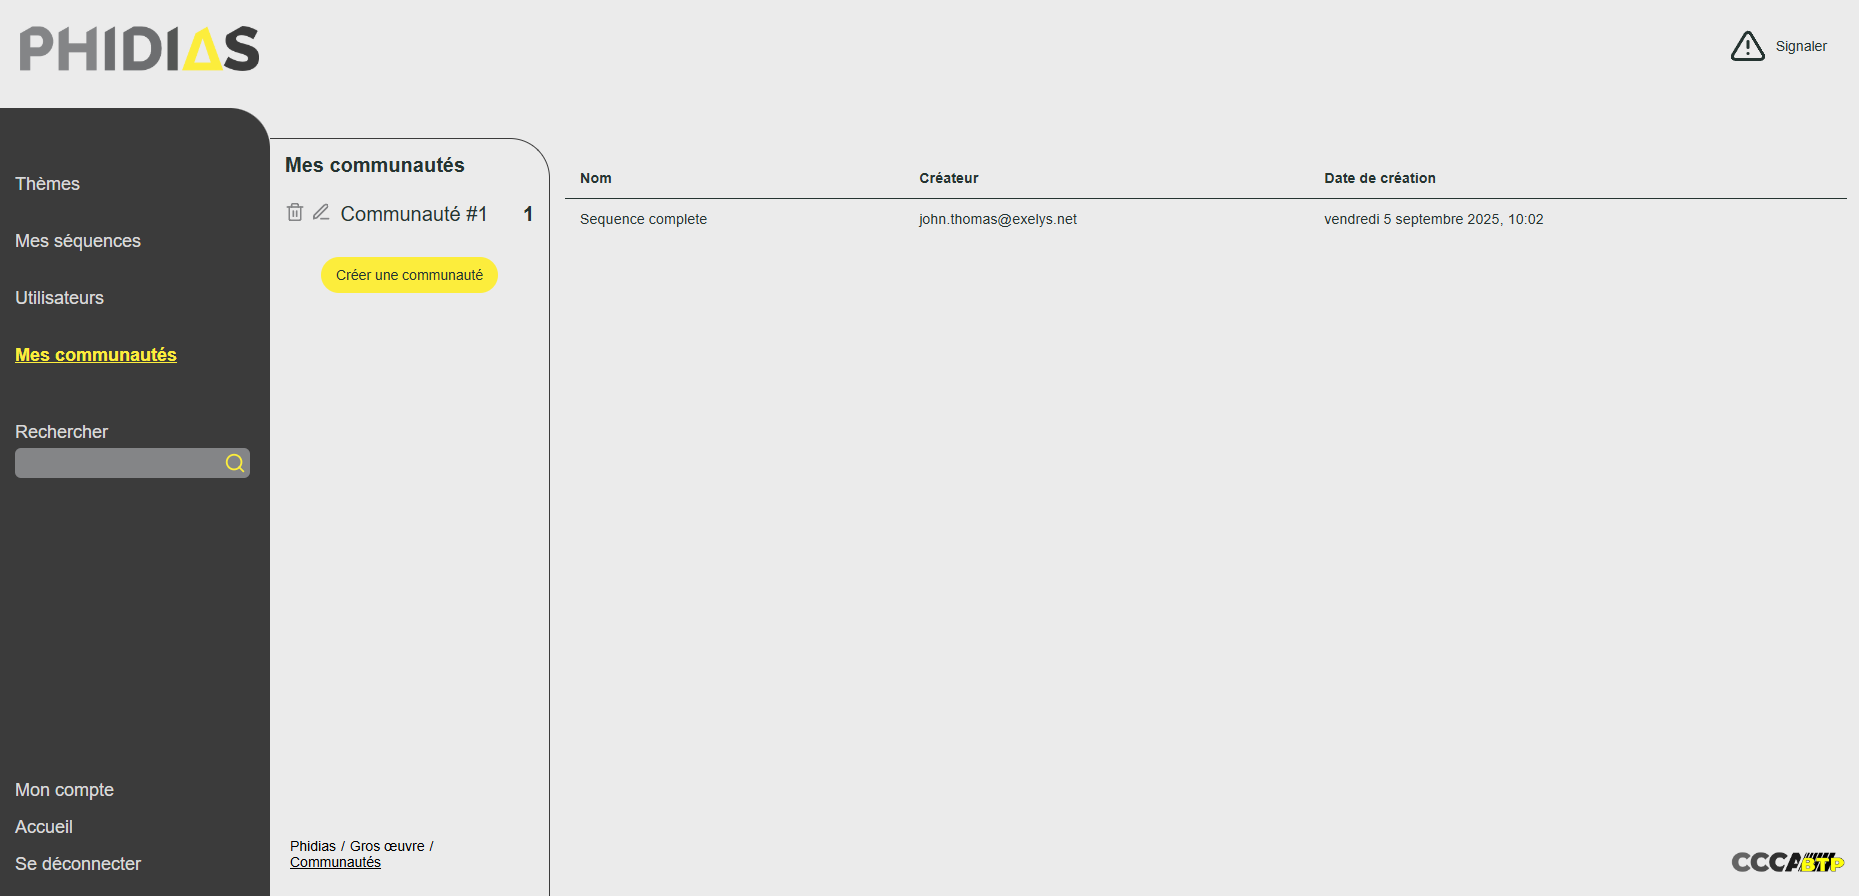 PHIDIAS
Signaler
Thèmes
Mes séquences
Utilisateurs
Mes communautés
Rechercher
Mon compte
Accueil
Se déconnecter
Mes communautés
Communauté #1 1
Créer une communauté
Phidias / Gros œuvre /
Communautés
Nom Créateur Date de création
Sequence complete john.thomas@exelys.net vendredi 5 septembre 2025, 10:02
CCCA BTP